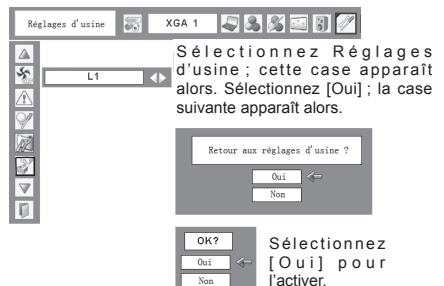 Réglages d'usine
XGA 1
L1
Sélectionnez Réglages
d'usine ; cette case apparaît
alors. Sélectionnez [Oui] ; la case
suivante apparaît alors.
Retour aux réglages d'usine ?
Oui
Non
OK?
Oui
Non
Sélectionnez
[Oui] pour
l'activer.